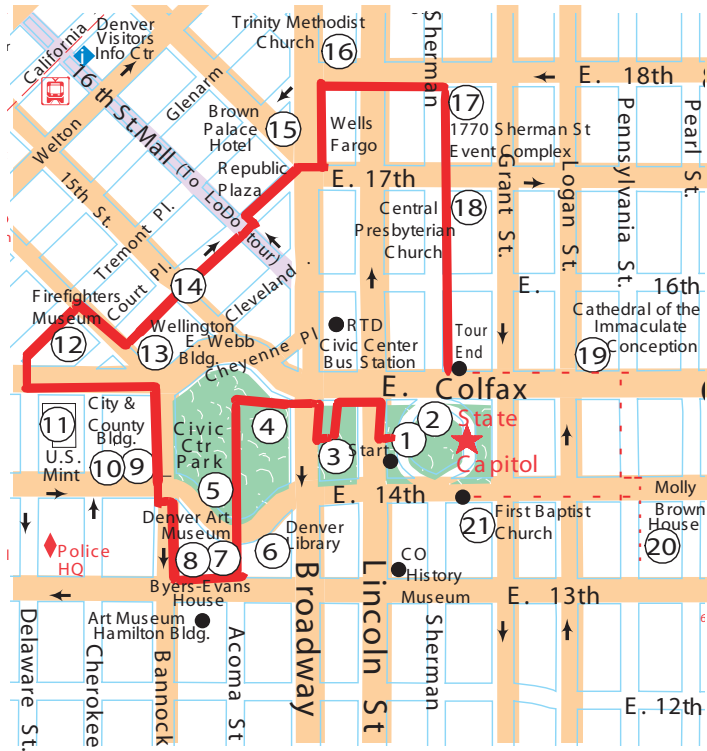 California
Denver
Visitors
Info Ctr
i
Trinity Methodist
Church
16
Sherman
E. 18th
Welton
16 th St.Mall (To LoDo tour)
Glenarm
Brown
Palace
Hotel
15
Wells
Fargo
17
1770 Sherman St
Event Complex
Pennsylvania St.
Pearl St.
15th St.
Republic
Plaza
E. 17th
Grant St.
Logan St.
Tremont Pl.
Court Pl.
Central
Presbyterian
Church
18
14
Cleveland
E. 16th
Firefighters
Museum
12
13
Wellington
E. Webb
Bldg.
Cheyenne Pl
RTD
Civic Center
Bus Station
Tour
End
Cathedral of the
Immaculate
Conception
19
E. Colfax
11
U.S.
Mint
City &
County
Bldg.
10
9
Civic
Ctr
Park
4
5
3
Start
1
2
State
Capitol
E. 14th
Molly
Brown
House
20
Denver Art
Museum
8
7
6
Denver
Library
21
First Baptist
Church
Police
HQ
Byers-Evans
House
CO
History
Museum
E. 13th
Art Museum
Hamilton Bldg.
Delaware St.
Cherokee
Bannock
Acoma St
Broadway
Lincoln St
Sherman
E. 12th